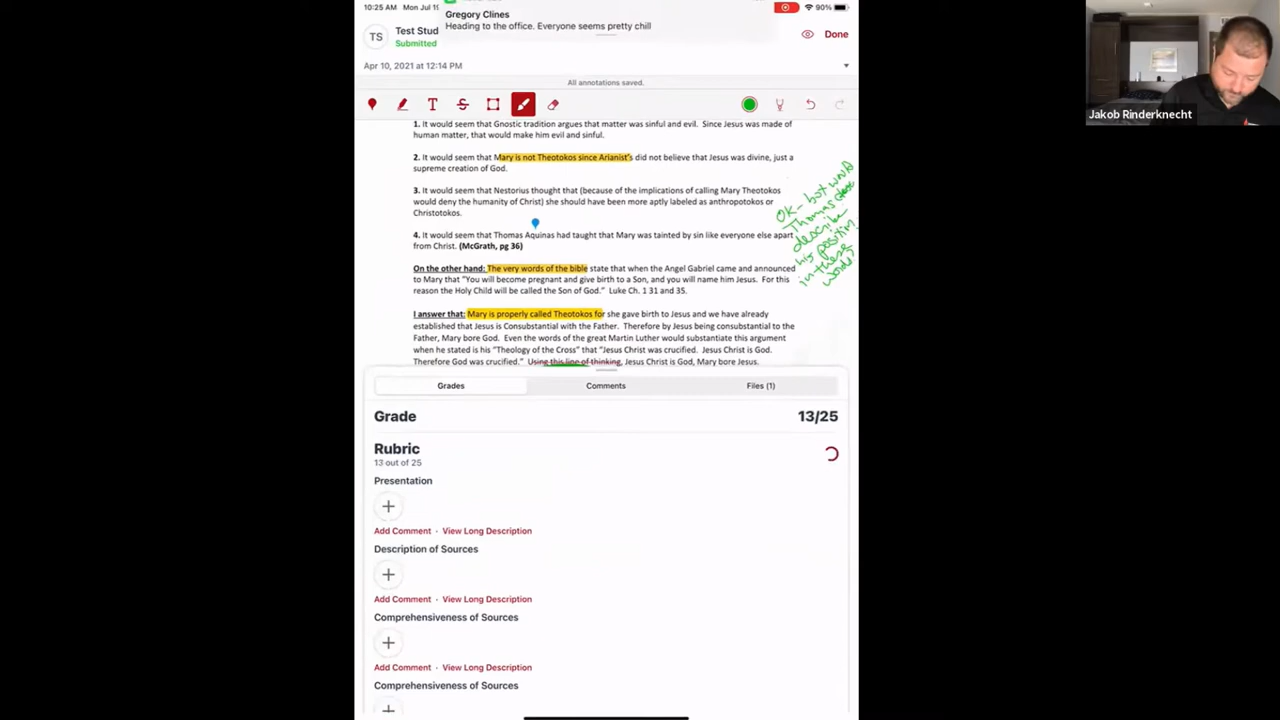 10:25 AM Mon Jul 19
Gregory Clines
Heading to the office. Everyone seems pretty chill
90%
TS
Test Stud
Submitted
Done
Apr 10, 2021 at 12:14 PM
All annotations saved.
T
1. It would seem that Gnostic tradition argues that matter was sinful and evil. Since Jesus was made of
human matter, that would make him evil and sinful.
2. It would seem that Mary is not Theotokos since Arianist's did not believe that Jesus was divine, just a
supreme creation of God.
3. It would seem that Nestorius thought that (because of the implications of calling Mary Theotokos
would deny the humanity of Christ) she should have been more aptly labeled as anthropotokos or
Christotokos.
4. It would seem that Thomas Aquinas had taught that Mary was tainted by sin like everyone else apart
from Christ. (McGrath, pg 36)
OK - but would
Thomas
describe
his position
in these
words?
On the other hand: The very words of the bible state that when the Angel Gabriel came and announced
to Mary that "You will become pregnant and give birth to a Son, and you will name him Jesus. For this
reason the Holy Child will be called the Son of God." Luke Ch. 1 31 and 35.
I answer that: Mary is properly called Theotokos for she gave birth to Jesus and we have already
established that Jesus is Consubstantial with the Father. Therefore by Jesus being consubstantial to the
Father, Mary bore God. Even the words of the great Martin Luther would substantiate this argument
when he stated is his "Theology of the Cross" that "Jesus Christ was crucified. Jesus Christ is God.
Therefore God was crucified." Using this line of thinking, Jesus Christ is God, Mary bore Jesus.
Grades
Comments
Files (1)
Grade
13/25
Rubric
13 out of 25
Presentation
Add Comment · View Long Description
Description of Sources
Add Comment · View Long Description
Comprehensiveness of Sources
Add Comment · View Long Description
Comprehensiveness of Sources
Jakob Rinderknecht